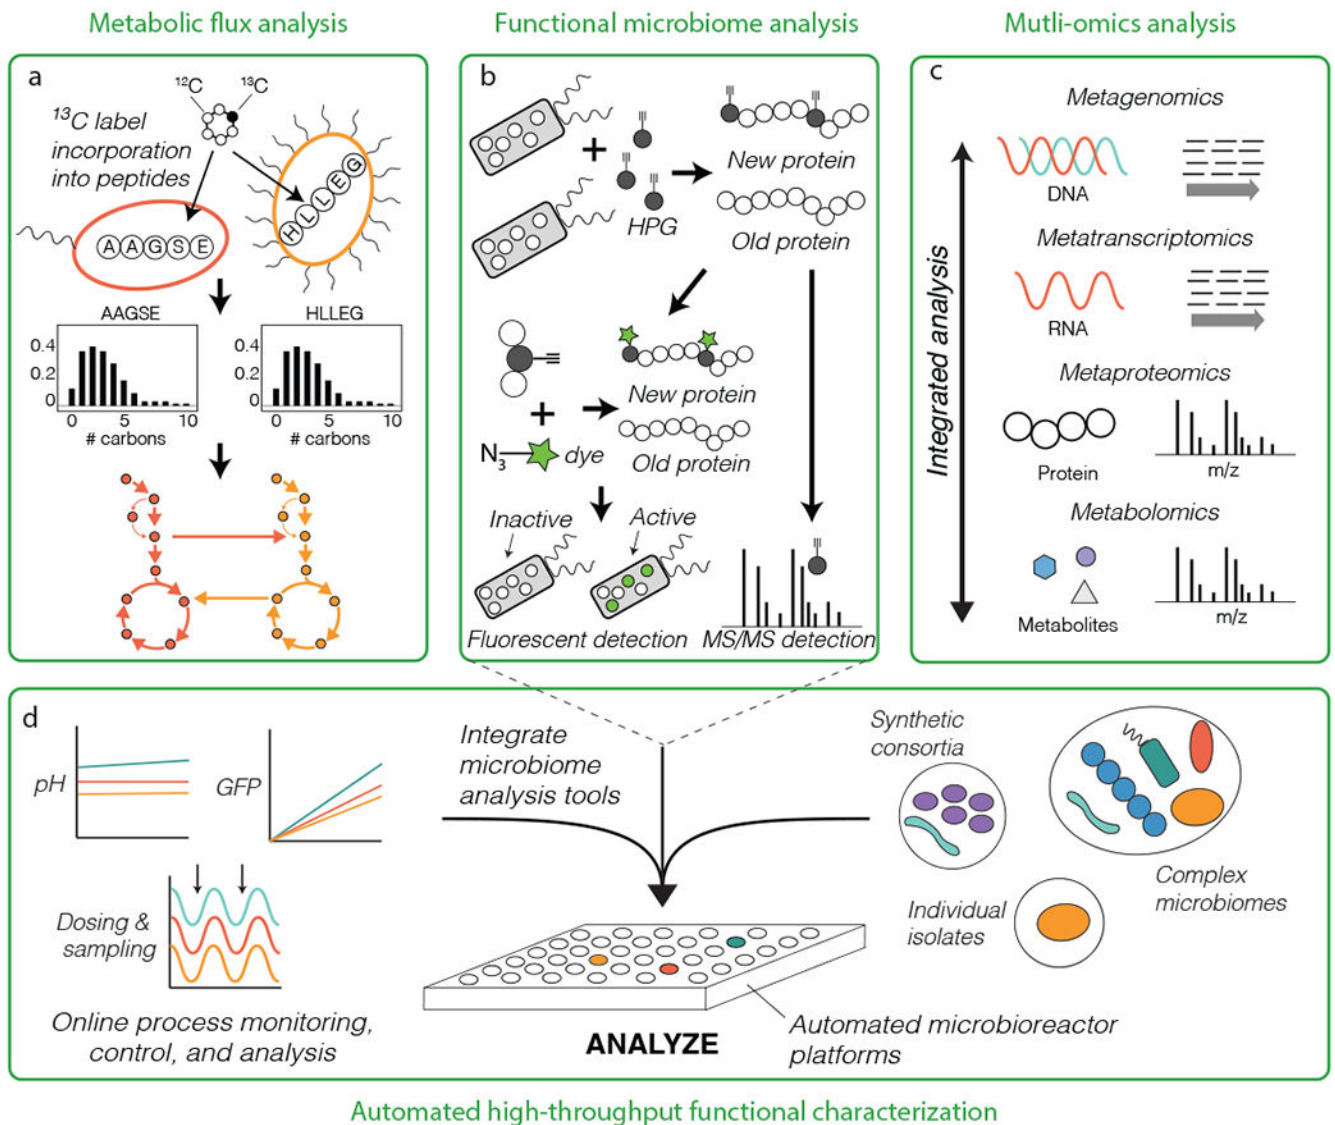 Metabolic flux analysis
Functional microbiome analysis
Mutli-omics analysis
a
¹²C
¹³C
¹³C label
incorporation
into peptides
H L L E G
A A G S E
AAGSE
HLLEG
0.4
0.2
0
0 5 10
# carbons
0.4
0.2
0
0 5 10
# carbons
b
+
HPG
New protein
Old protein
New protein
+
N₃
dye
Old protein
Inactive
Active
Fluorescent detection
MS/MS detection
c
Integrated analysis
Metagenomics
DNA
Metatranscriptomics
RNA
Metaproteomics
Protein
m/z
Metabolomics
Metabolites
m/z
d
pH
GFP
Dosing &
sampling
Online process monitoring,
control, and analysis
Integrate
microbiome
analysis tools
ANALYZE
Synthetic
consortia
Complex
microbiomes
Individual
isolates
Automated microbioreactor
platforms
Automated high-throughput functional characterization